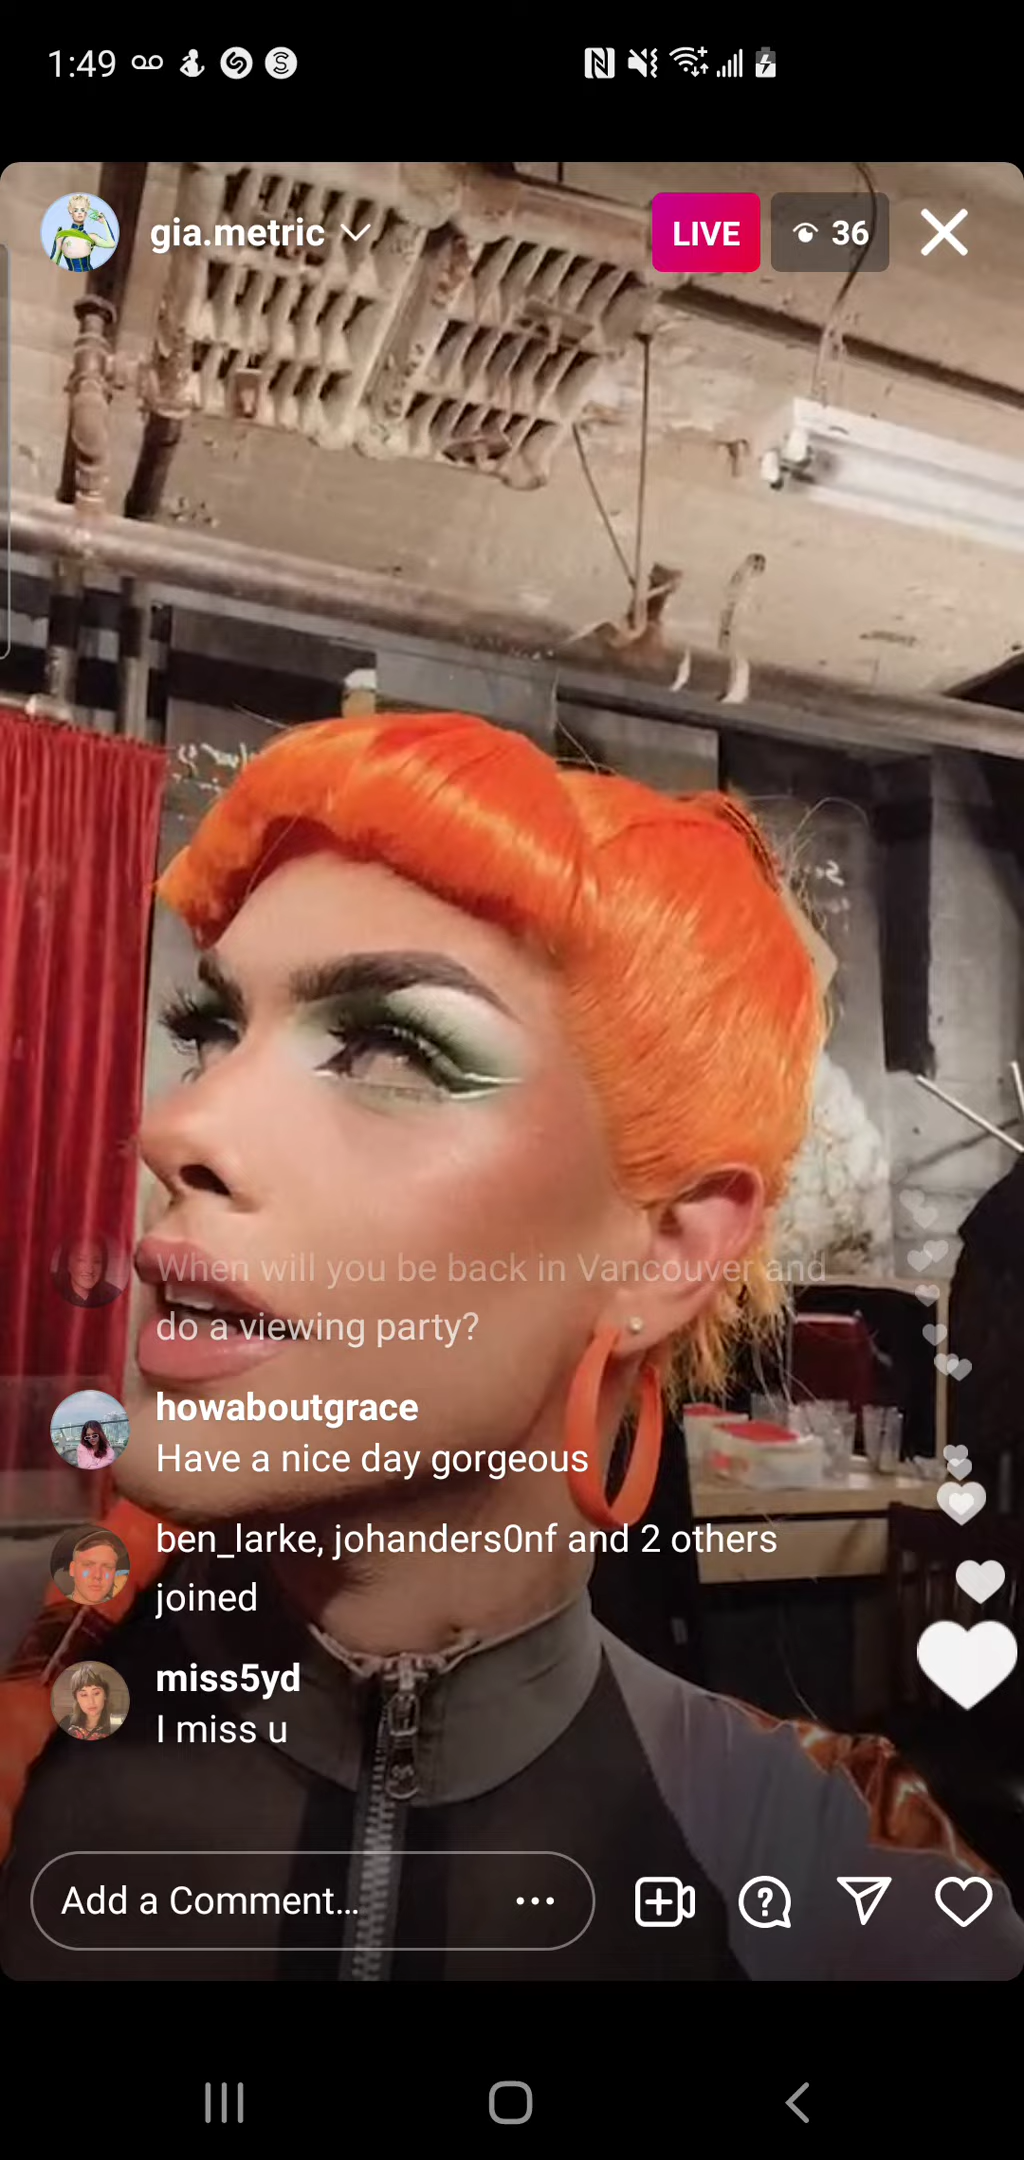 1:49
gia.metric
LIVE
36
When will you be back in Vancouver and
do a viewing party?
howaboutgrace
Have a nice day gorgeous
ben_larke, johanders0nf and 2 others
joined
miss5yd
I miss u
Add a Comment...